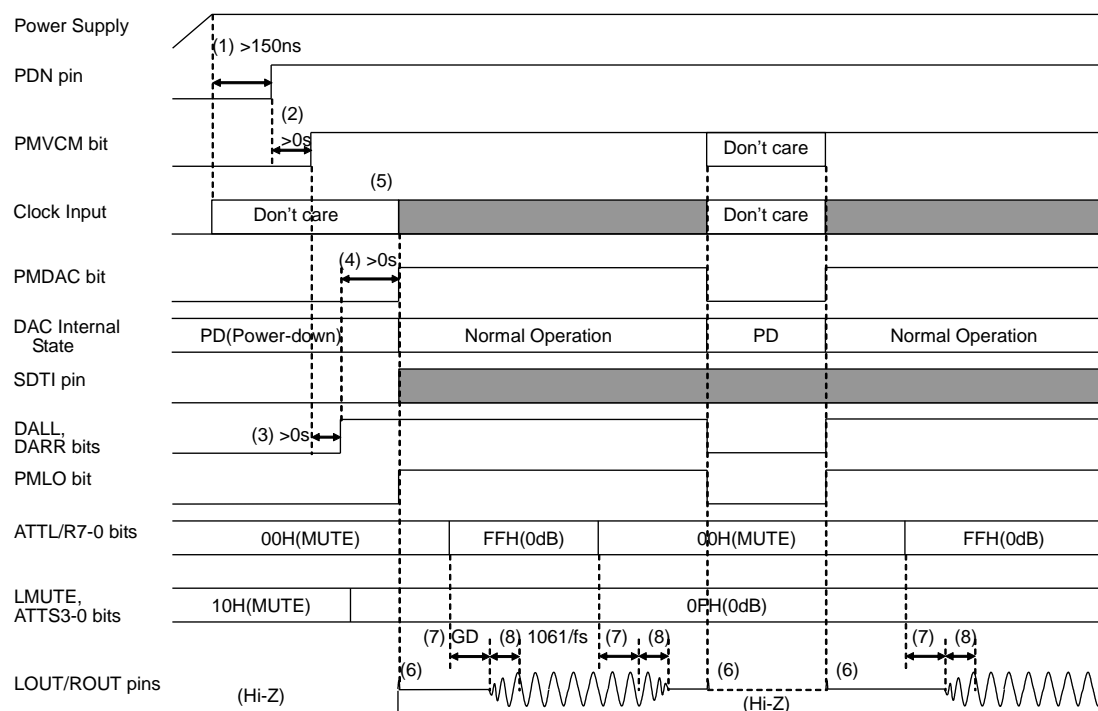 Power Supply
(1) >150ns
PDN pin
(2)
>0s
PMVCM bit
Don't care
(5)
Clock Input
Don't care
Don't care
(4) >0s
PMDAC bit
DAC Internal
State
PD(Power-down)
Normal Operation
PD
Normal Operation
SDTI pin
DALL,
DARR bits
(3) >0s
PMLO bit
ATTL/R7-0 bits
00H(MUTE)
FFH(0dB)
00H(MUTE)
FFH(0dB)
LMUTE,
ATTS3-0 bits
10H(MUTE)
0FH(0dB)
(7) GD (8) 1061/fs (7) (8) (7) (8)
(6) (6) (6)
LOUT/ROUT pins
(Hi-Z)
(Hi-Z)